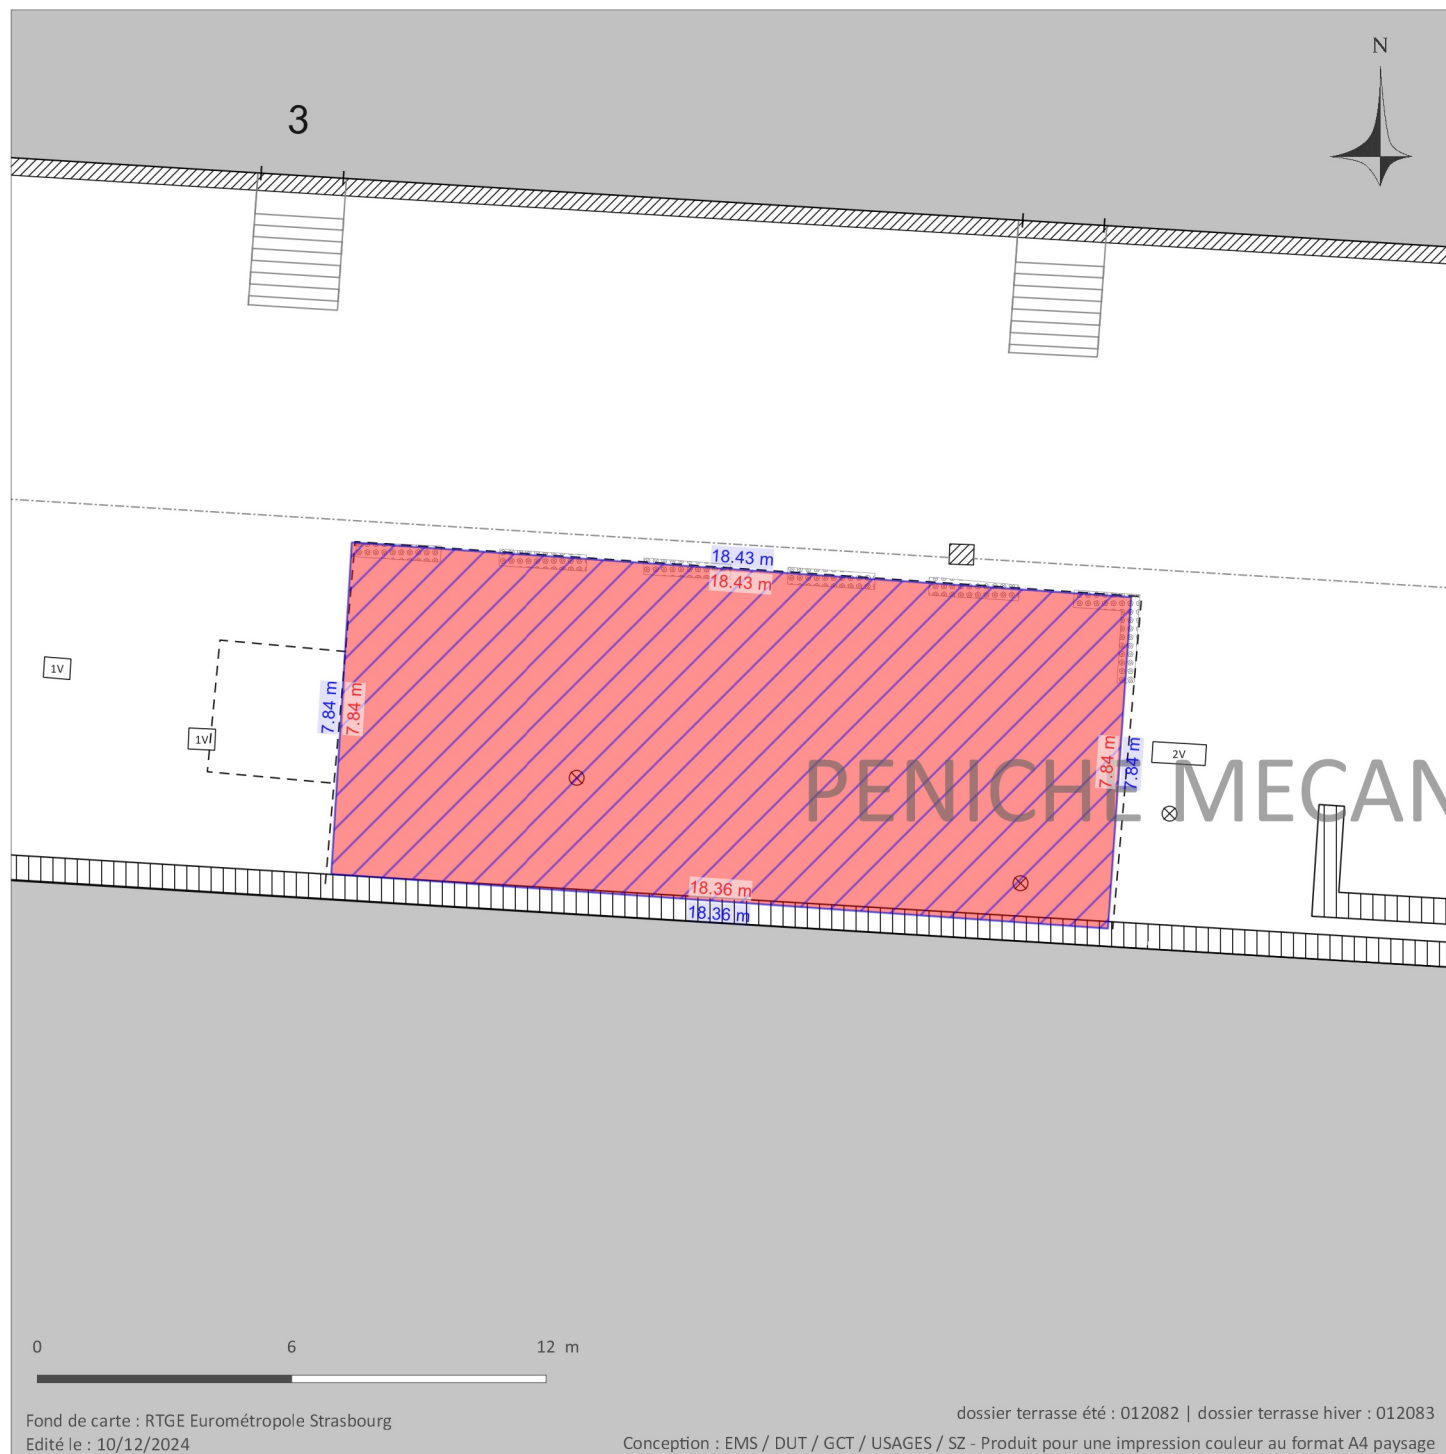 N
3
18.43 m
18.43 m
1V
1V
7.84 m
7.84 m
7.84 m
7.84 m
2V
PENICHE MECAN
18.36 m
18.36 m
0 6 12 m
Fond de carte : RTGE Eurométropole Strasbourg
Edité le : 10/12/2024
dossier terrasse été : 012082 | dossier terrasse hiver : 012083
Conception : EMS / DUT / GCT / USAGES / SZ - Produit pour une impression couleur au format A4 paysage